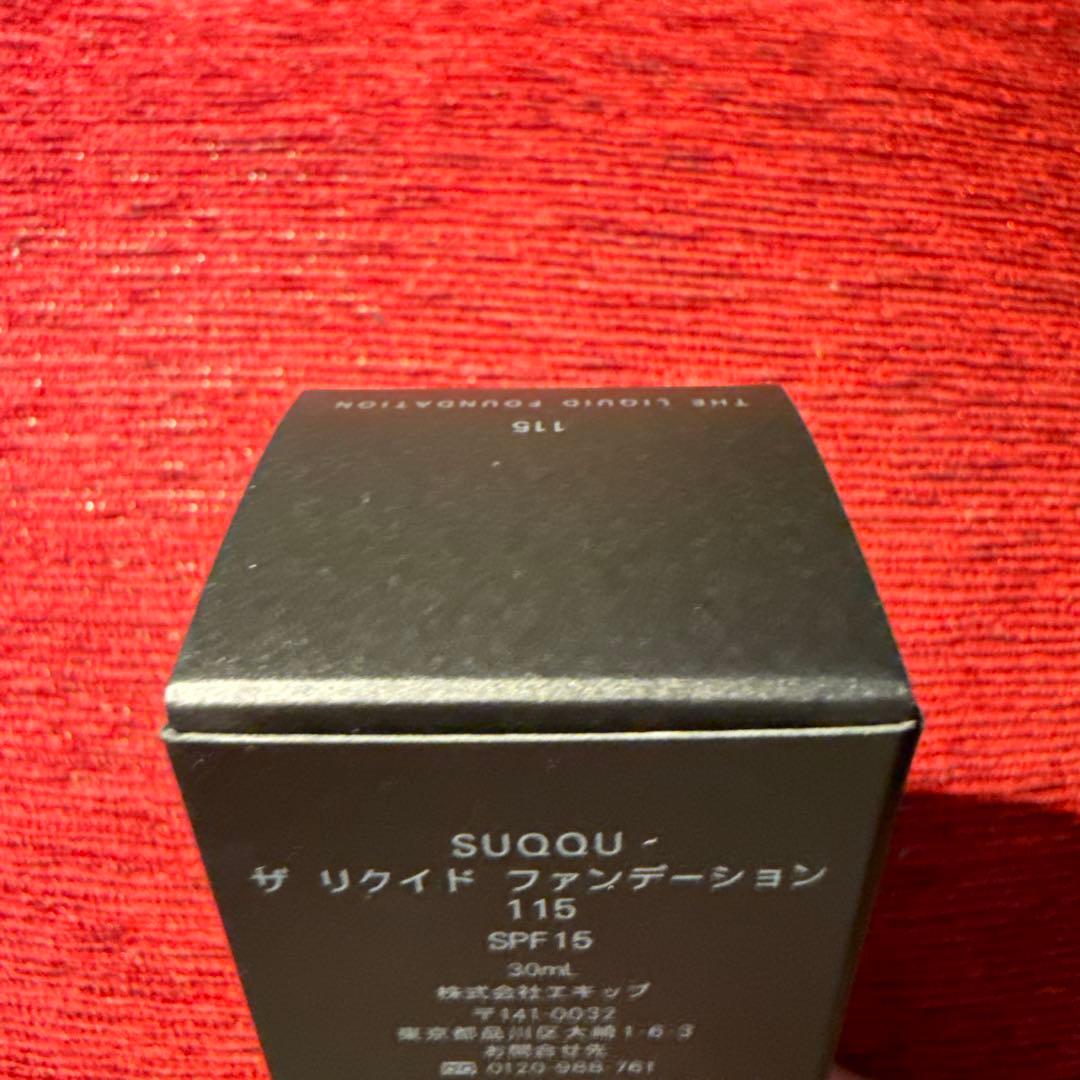 THE LIQUID FOUNDATION
115
SUQQU
ザ リクイド ファンデーション
115
SPF15
30mL
株式会社エキップ
〒141-0032
東京都品川区大崎1-6-3
お問合せ先
0120-988-761